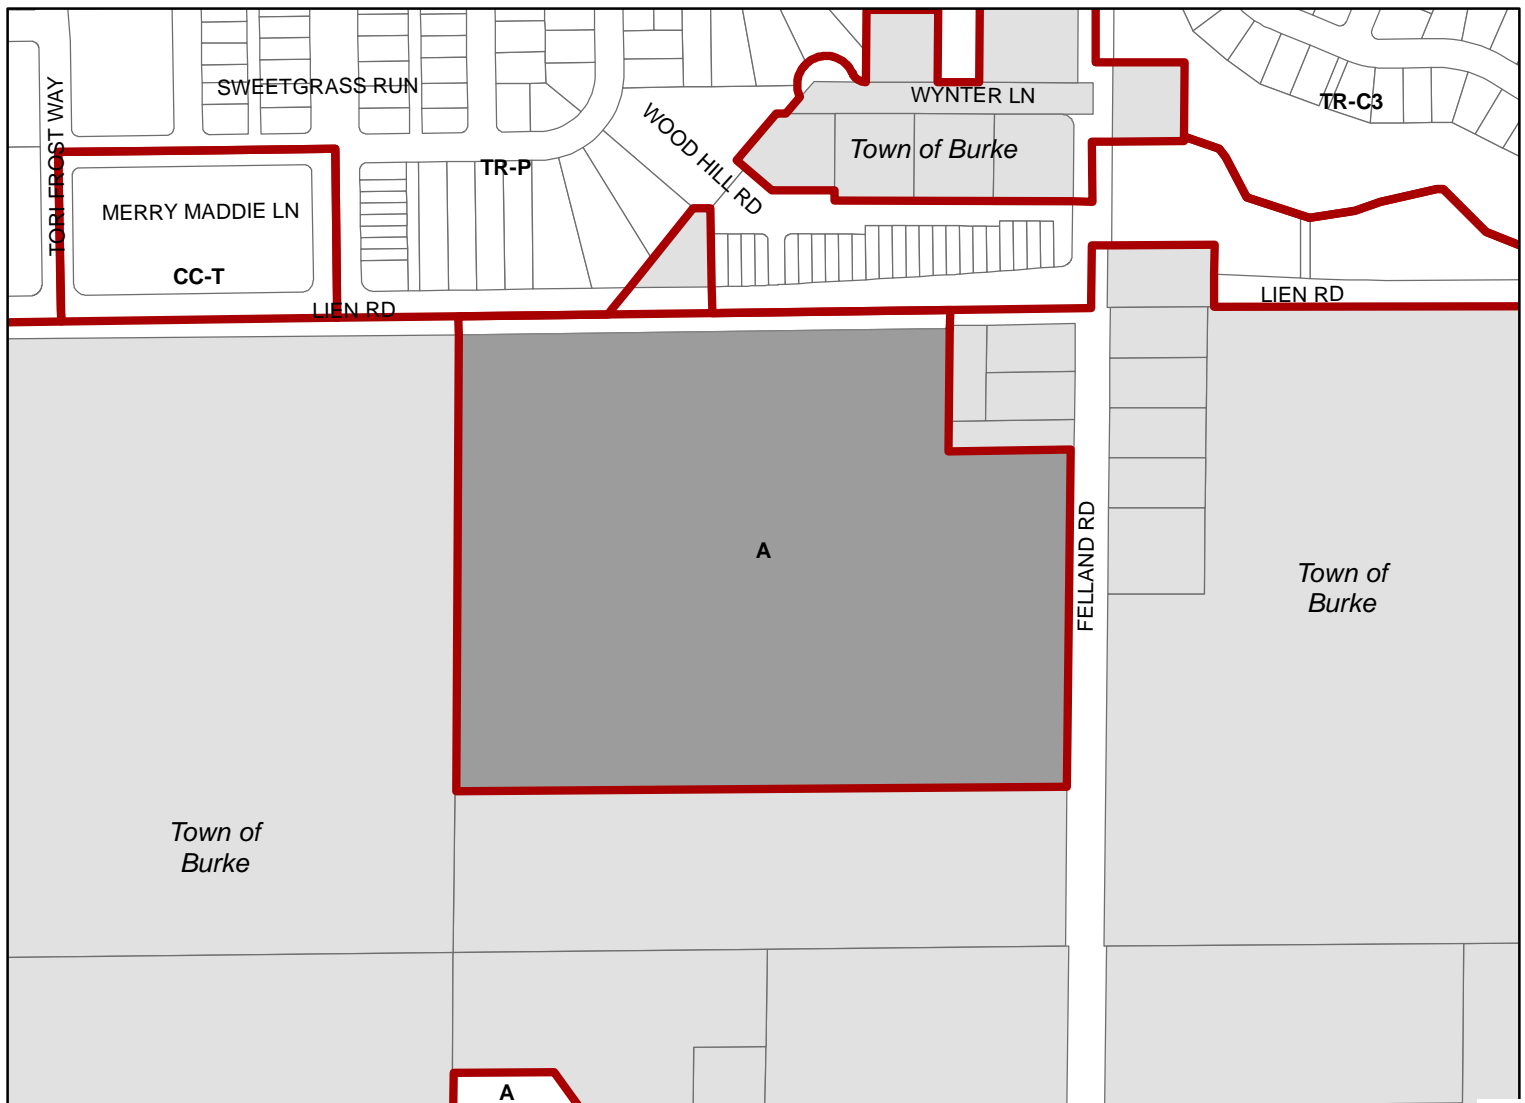 SWEETGRASS RUN
WYNTER LN
TR-C3
TORI FROST WAY
WOOD HILL RD
Town of Burke
TR-P
MERRY MADDIE LN
CC-T
LIEN RD
LIEN RD
A
FELLAND RD
Town of
Burke
Town of
Burke
A